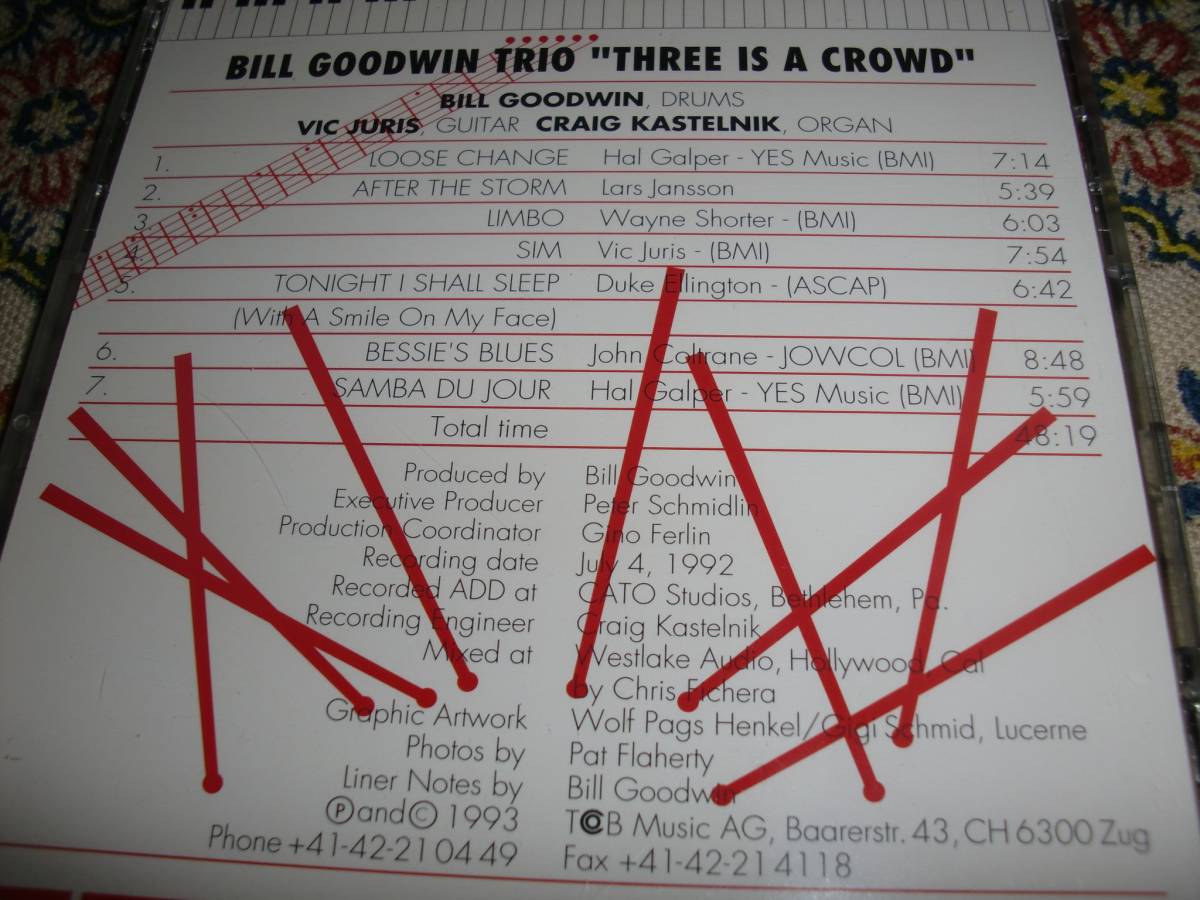 BILL GOODWIN TRIO "THREE IS A CROWD"
BILL GOODWIN, DRUMS
VIC JURIS, GUITAR CRAIG KASTELNIK, ORGAN
1. LOOSE CHANGE Hal Galper - YES Music (BMI) 7:14
2. AFTER THE STORM Lars Jansson 5:39
3. LIMBO Wayne Shorter - (BMI) 6:03
4. SIM Vic Juris - (BMI) 7:54
5. TONIGHT I SHALL SLEEP Duke Ellington - (ASCAP) 6:42
(With A Smile On My Face)
6. BESSIE'S BLUES John Coltrane - JOWCOL (BMI) 8:48
7. SAMBA DU JOUR Hal Galper - YES Music (BMI) 5:59
Total time 48:19
Produced by Bill Goodwin
Executive Producer Peter Schmidlin
Production Coordinator Gino Ferlin
Recording date July 4, 1992
Recorded ADD at CATO Studios, Bethlehem, Pa.
Recording Engineer Craig Kastelnik
Mixed at Westlake Audio, Hollywood, Cal
by Chris Fichera
Graphic Artwork Wolf Pags Henkel/Gigi Schmid, Lucerne
Photos by Pat Flaherty
Liner Notes by Bill Goodwin
Ⓟand© 1993 TCB Music AG, Baarerstr. 43, CH 6300 Zug
Phone +41-42-21 04 49 Fax +41-42-21 4118